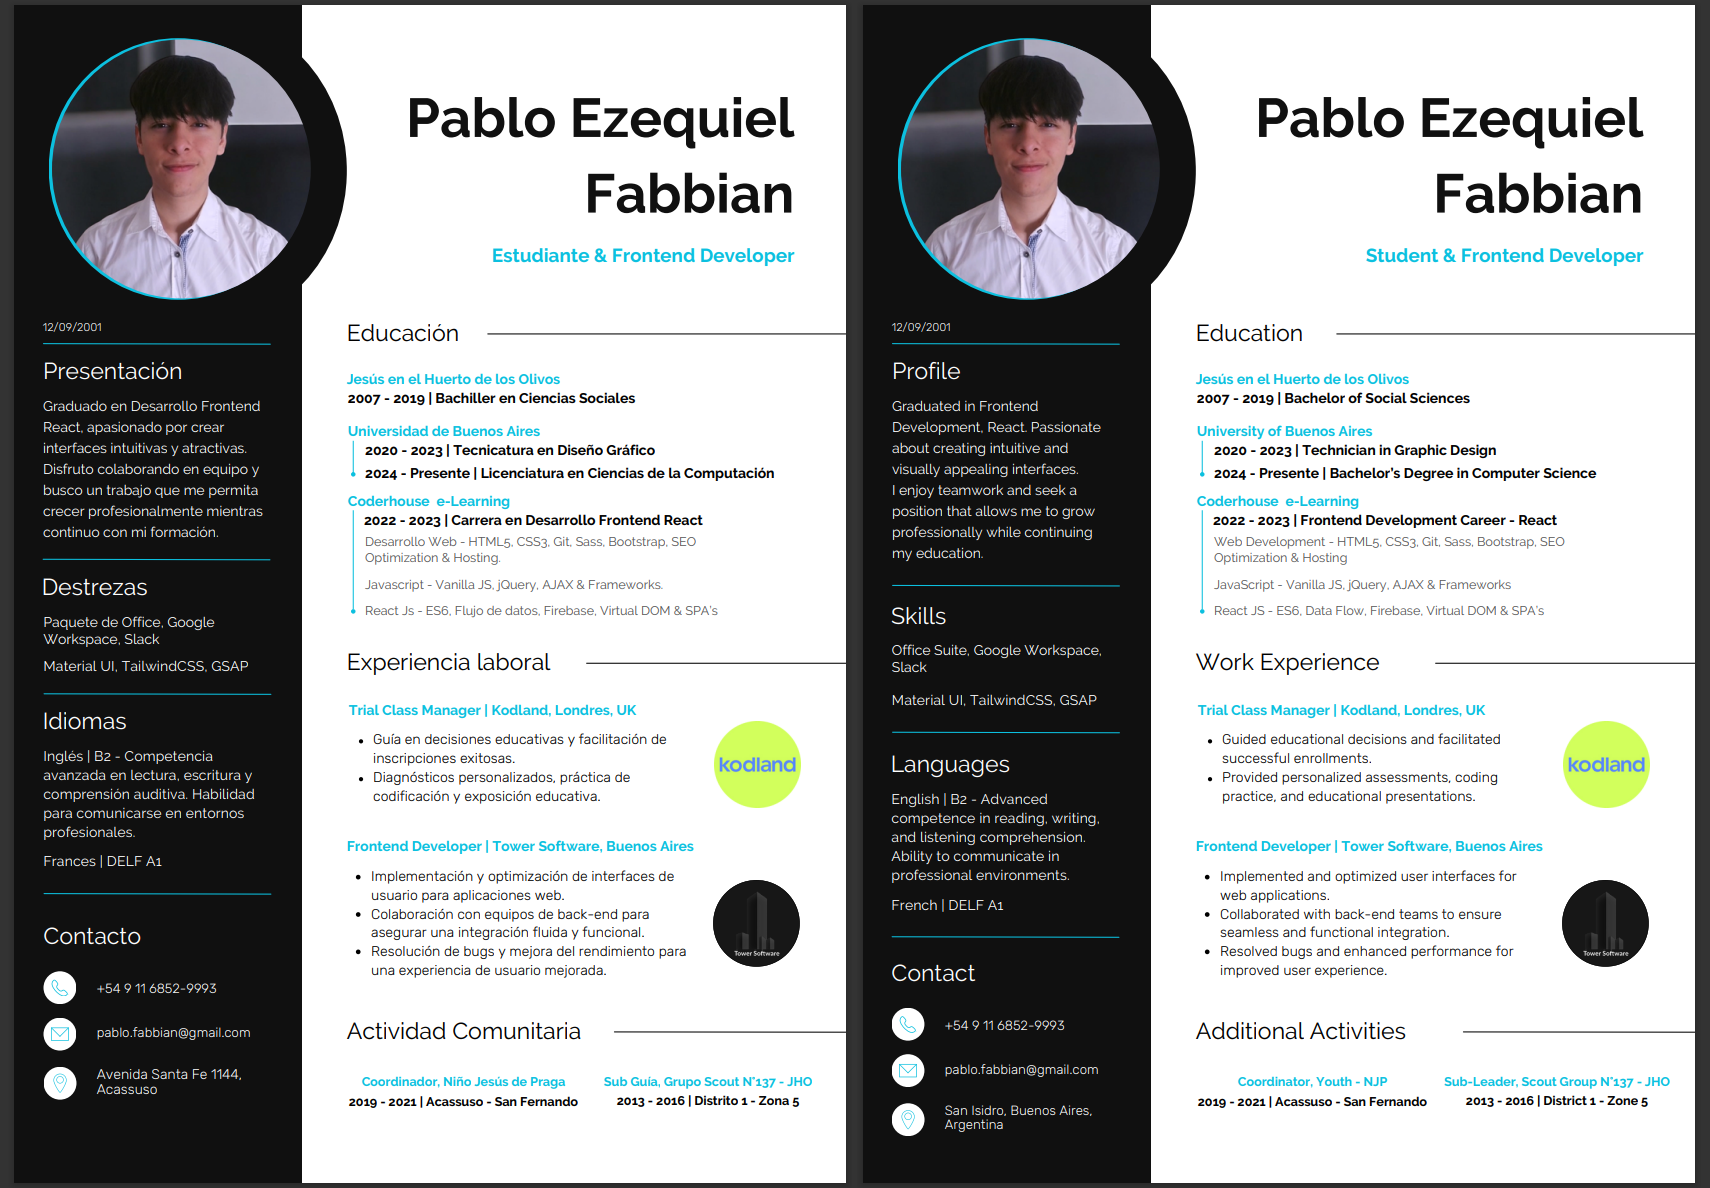 Pablo Ezequiel
Fabbian
Estudiante & Frontend Developer
12/09/2001
Presentación
Graduado en Desarrollo Frontend
React, apasionado por crear
interfaces intuitivas y atractivas.
Disfruto colaborando en equipo y
busco un trabajo que me permita
crecer profesionalmente mientras
continuo con mi formación.
Destrezas
Paquete de Office, Google
Workspace, Slack
Material UI, TailwindCSS, GSAP
Idiomas
Inglés | B2 - Competencia
avanzada en lectura, escritura y
comprensión auditiva. Habilidad
para comunicarse en entornos
profesionales.
Frances | DELF A1
Contacto
+54 9 11 6852-9993
pablo.fabbian@gmail.com
Avenida Santa Fe 1144,
Acassuso
Educación
Jesús en el Huerto de los Olivos
2007 - 2019 | Bachiller en Ciencias Sociales
Universidad de Buenos Aires
2020 - 2023 | Tecnicatura en Diseño Gráfico
2024 - Presente | Licenciatura en Ciencias de la Computación
Coderhouse e-Learning
2022 - 2023 | Carrera en Desarrollo Frontend React
Desarrollo Web - HTML5, CSS3, Git, Sass, Bootstrap, SEO
Optimization & Hosting.
Javascript - Vanilla JS, jQuery, AJAX & Frameworks.
React Js - ES6, Flujo de datos, Firebase, Virtual DOM & SPA's
Experiencia laboral
Trial Class Manager | Kodland, Londres, UK
• Guía en decisiones educativas y facilitación de
inscripciones exitosas.
• Diagnósticos personalizados, práctica de
codificación y exposición educativa.
kodland
Frontend Developer | Tower Software, Buenos Aires
• Implementación y optimización de interfaces de
usuario para aplicaciones web.
• Colaboración con equipos de back-end para
asegurar una integración fluida y funcional.
• Resolución de bugs y mejora del rendimiento para
una experiencia de usuario mejorada.
Tower Software
Actividad Comunitaria
Coordinador, Niño Jesús de Praga
2019 - 2021 | Acassuso - San Fernando
Sub Guía, Grupo Scout N°137 - JHO
2013 - 2016 | Distrito 1 - Zona 5
Pablo Ezequiel
Fabbian
Student & Frontend Developer
12/09/2001
Profile
Graduated in Frontend
Development, React. Passionate
about creating intuitive and
visually appealing interfaces.
I enjoy teamwork and seek a
position that allows me to grow
professionally while continuing
my education.
Skills
Office Suite, Google Workspace,
Slack
Material UI, TailwindCSS, GSAP
Languages
English | B2 - Advanced
competence in reading, writing,
and listening comprehension.
Ability to communicate in
professional environments.
French | DELF A1
Contact
+54 9 11 6852-9993
pablo.fabbian@gmail.com
San Isidro, Buenos Aires,
Argentina
Education
Jesús en el Huerto de los Olivos
2007 - 2019 | Bachelor of Social Sciences
University of Buenos Aires
2020 - 2023 | Technician in Graphic Design
2024 - Presente | Bachelor's Degree in Computer Science
Coderhouse e-Learning
2022 - 2023 | Frontend Development Career - React
Web Development - HTML5, CSS3, Git, Sass, Bootstrap, SEO
Optimization & Hosting
JavaScript - Vanilla JS, jQuery, AJAX & Frameworks
React JS - ES6, Data Flow, Firebase, Virtual DOM & SPA's
Work Experience
Trial Class Manager | Kodland, Londres, UK
• Guided educational decisions and facilitated
successful enrollments.
• Provided personalized assessments, coding
practice, and educational presentations.
kodland
Frontend Developer | Tower Software, Buenos Aires
• Implemented and optimized user interfaces for
web applications.
• Collaborated with back-end teams to ensure
seamless and functional integration.
• Resolved bugs and enhanced performance for
improved user experience.
Tower Software
Additional Activities
Coordinator, Youth - NJP
2019 - 2021 | Acassuso - San Fernando
Sub-Leader, Scout Group N°137 - JHO
2013 - 2016 | District 1 - Zone 5